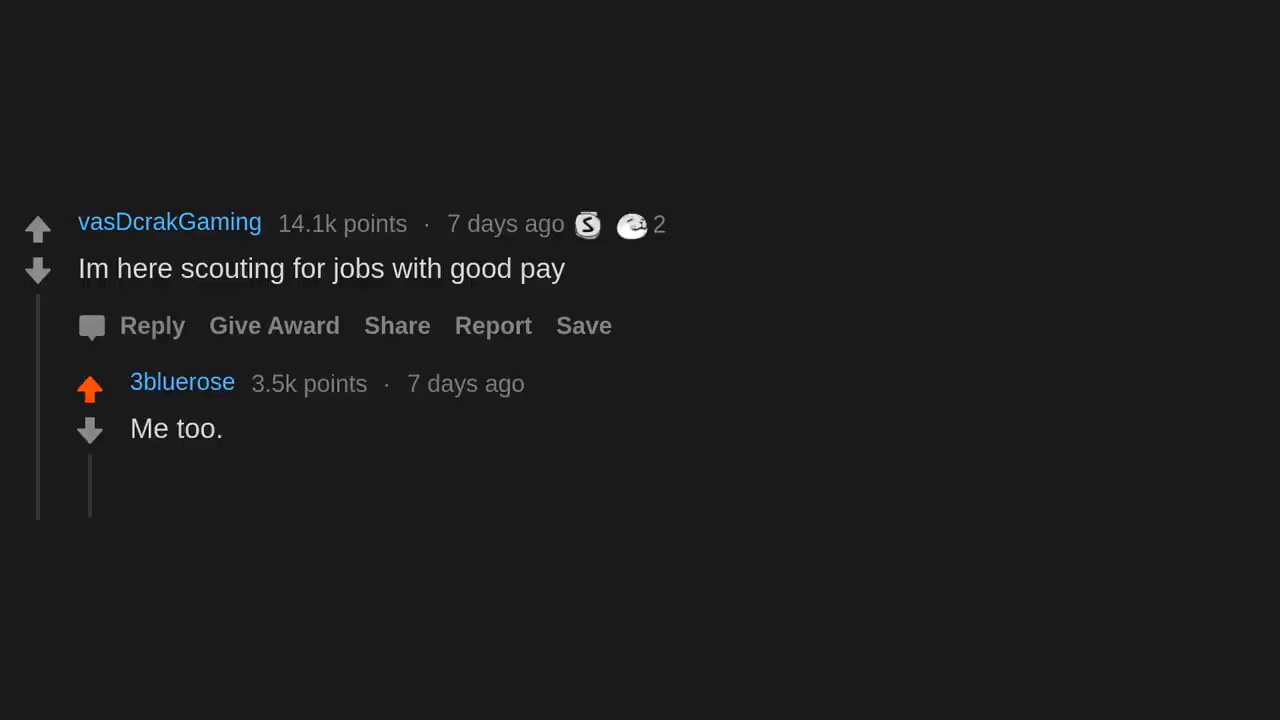 vasDcrakGaming 14.1k points · 7 days ago 2
Im here scouting for jobs with good pay
Reply Give Award Share Report Save
3bluerose 3.5k points · 7 days ago
Me too.